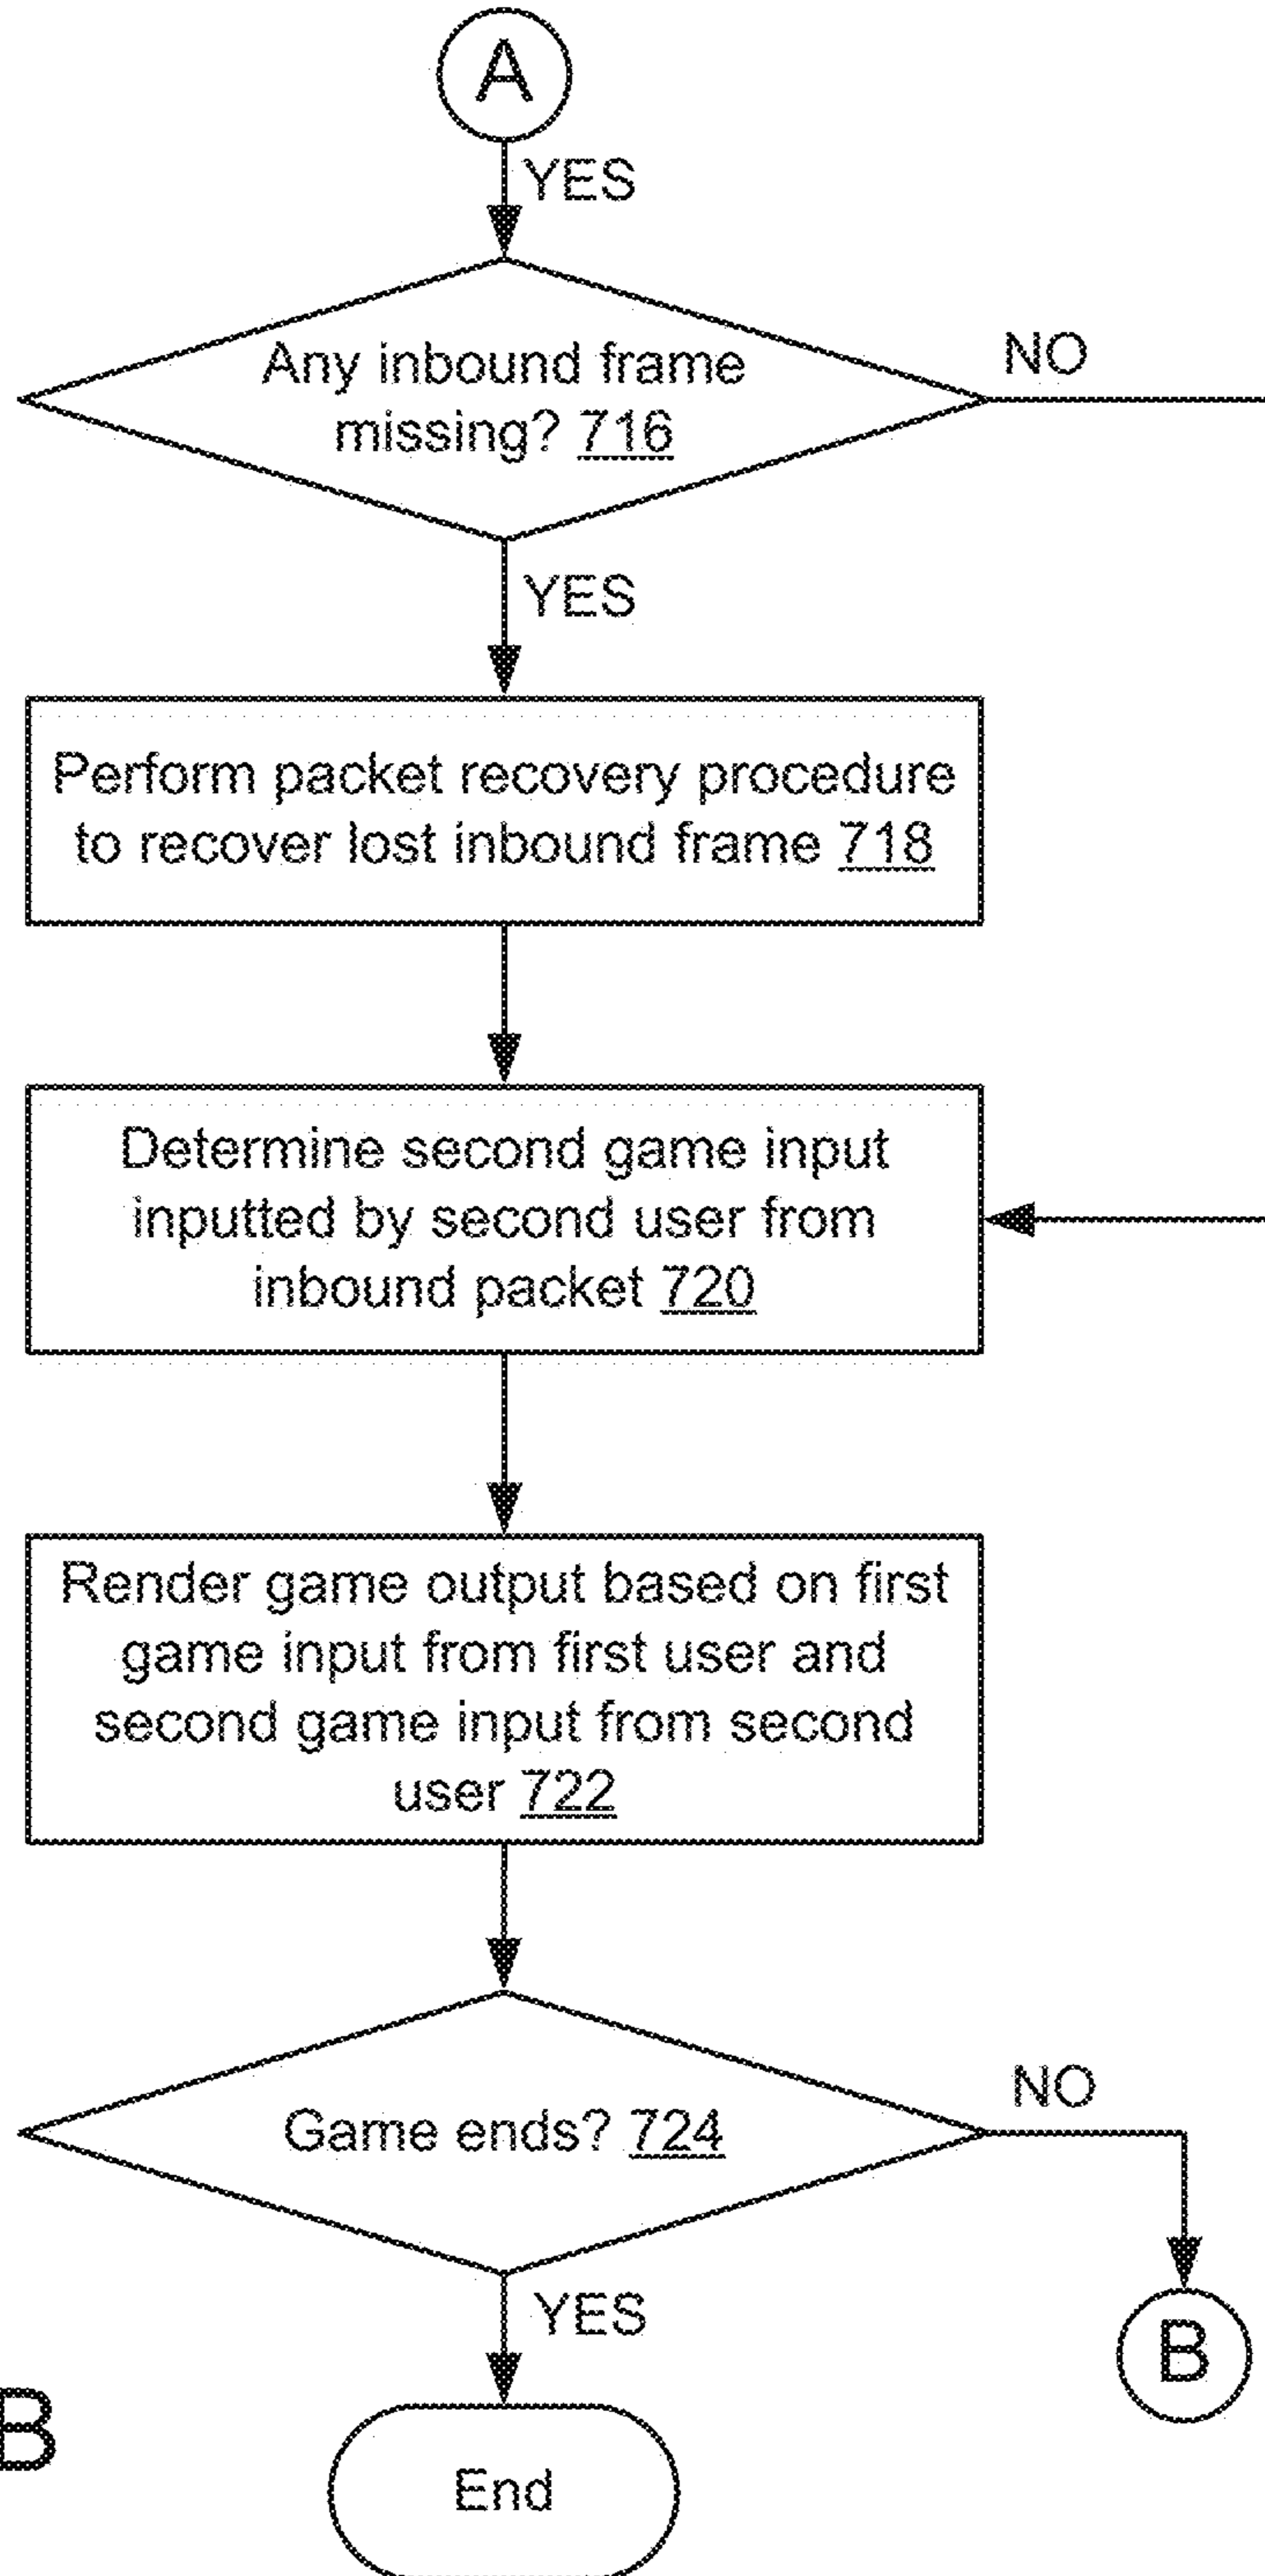 A
YES
Any inbound frame
missing? 716
NO
YES
Perform packet recovery procedure
to recover lost inbound frame 718
Determine second game input
inputted by second user from
inbound packet 720
Render game output based on first
game input from first user and
second game input from second
user 722
Game ends? 724
NO
YES
B
B
End